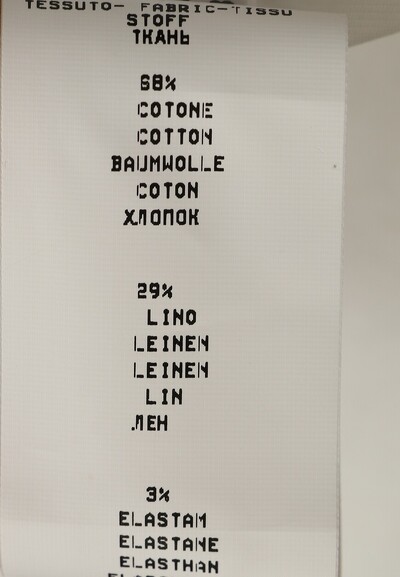 TESSUTO- FABRIC-TISSU
STOFF
ТКАНЬ
68%
COTONE
COTTON
BAUMWOLLE
COTON
ХЛОПОК
29%
LINO
LEINEN
LEINEN
LIN
ЛЕН
3%
ELASTAM
ELASTANE
ELASTHAN